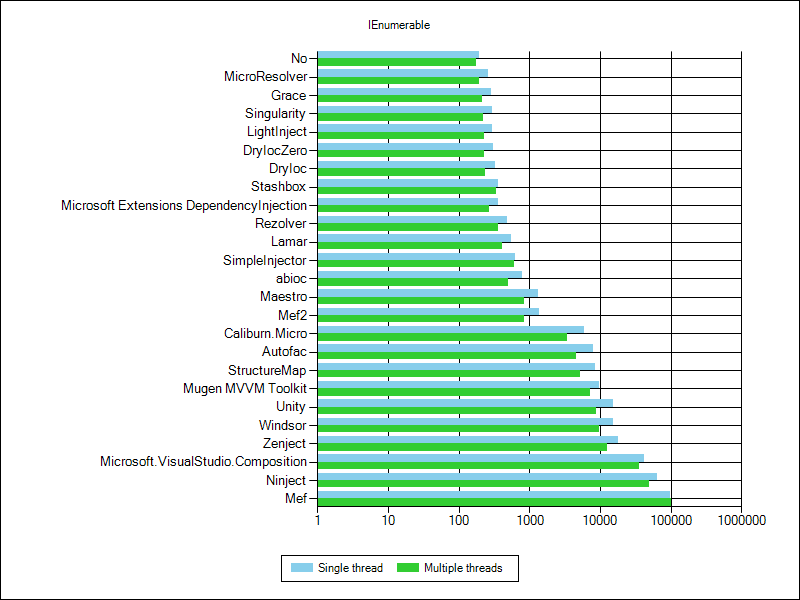 IEnumerable
No
MicroResolver
Grace
Singularity
LightInject
DryIocZero
DryIoc
Stashbox
Microsoft Extensions DependencyInjection
Rezolver
Lamar
SimpleInjector
abioc
Maestro
Mef2
Caliburn.Micro
Autofac
StructureMap
Mugen MVVM Toolkit
Unity
Windsor
Zenject
Microsoft.VisualStudio.Composition
Ninject
Mef
1 10 100 1000 10000 100000 1000000
Single thread Multiple threads